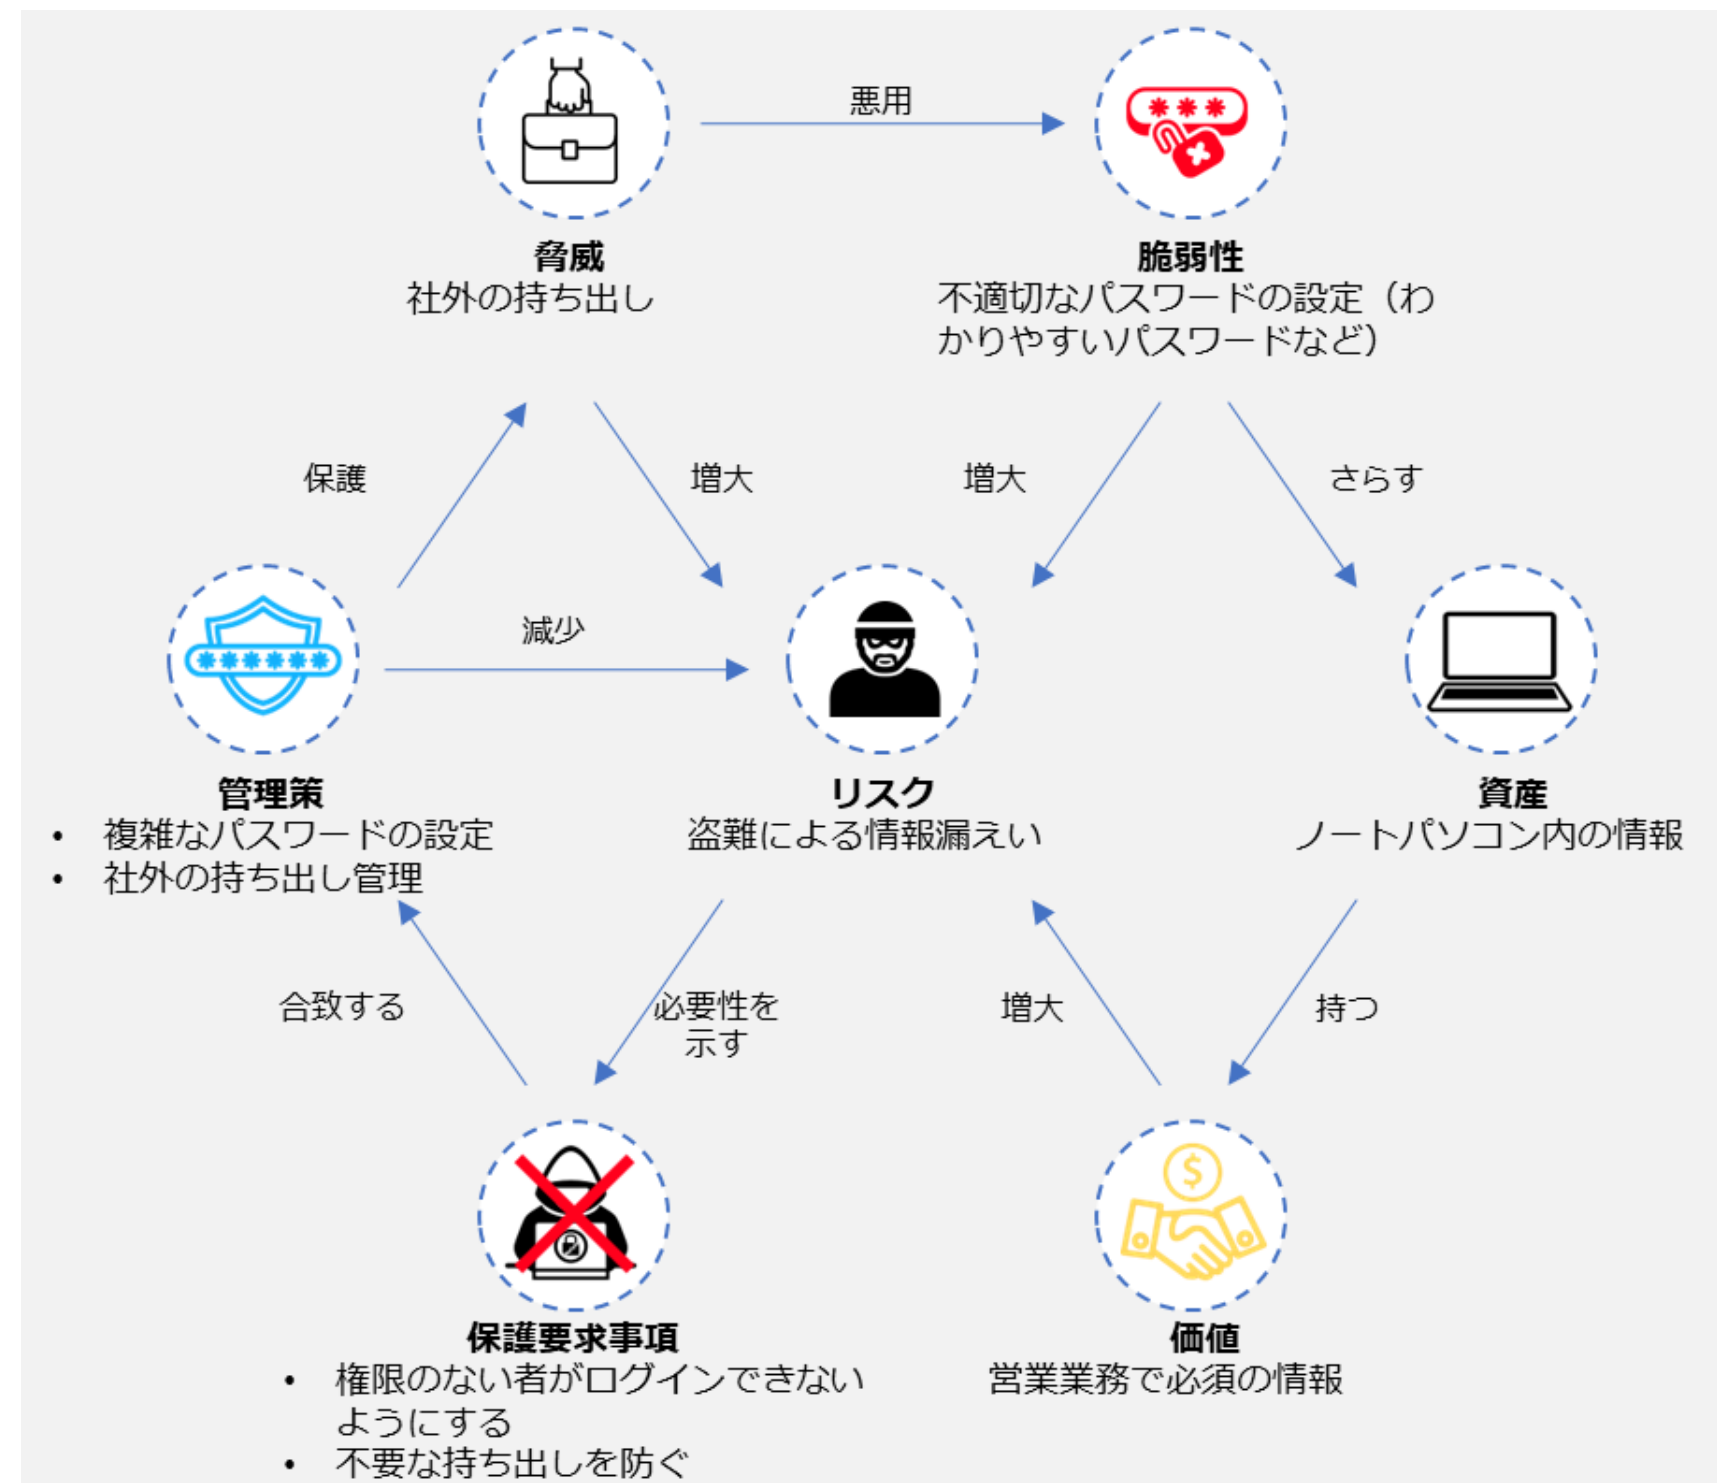 悪用
脅威
社外の持ち出し
脆弱性
不適切なパスワードの設定（わ
かりやすいパスワードなど）
保護
増大
増大
さらす
減少
管理策
• 複雑なパスワードの設定
• 社外の持ち出し管理
リスク
盗難による情報漏えい
資産
ノートパソコン内の情報
合致する
必要性を
示す
増大
持つ
$
保護要求事項
• 権限のない者がログインできない
ようにする
• 不要な持ち出しを防ぐ
価値
営業業務で必須の情報